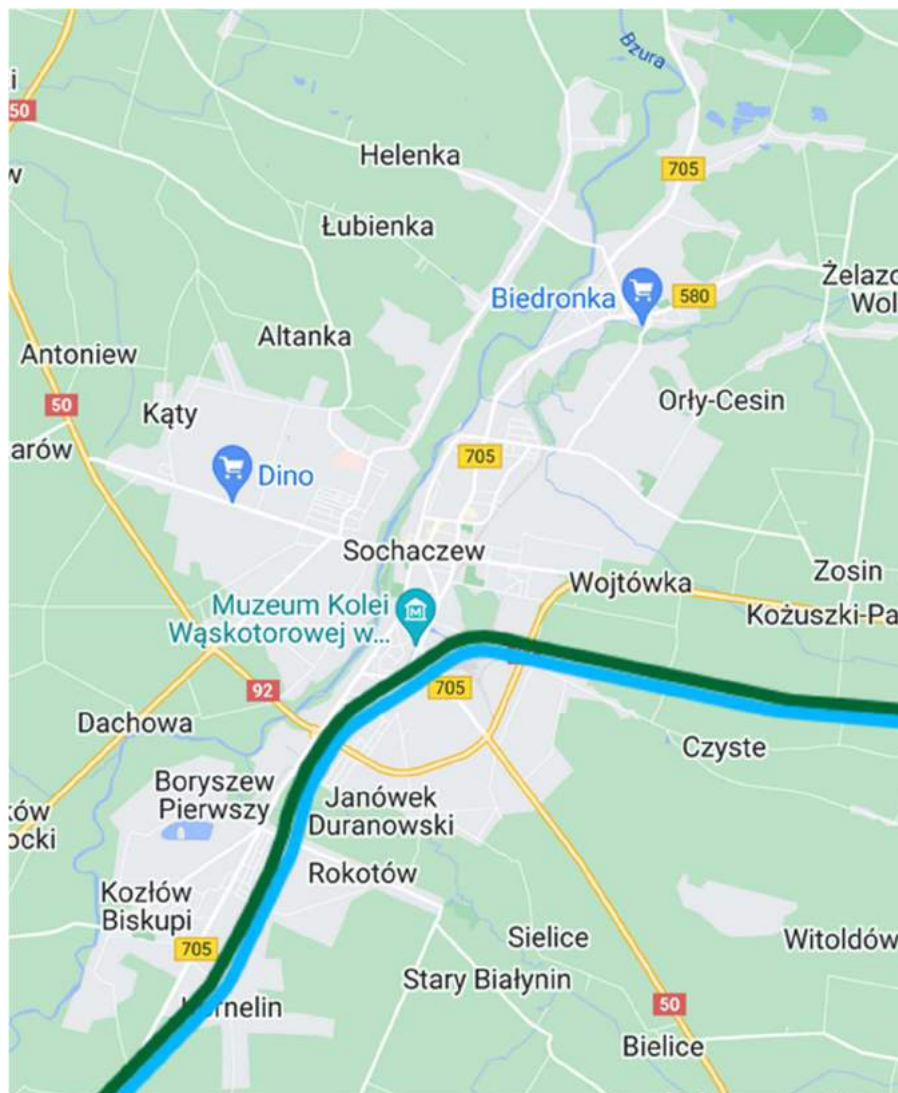 Bzura
i
50
Helenka
w
705
Łubienka
Żelazo
Wol
Biedronka
580
Altanka
Antoniew
50
Kąty
Orły-Cesin
arów
705
Dino
Sochaczew
Zosin
Wojtówka
Muzeum Kolei
Wąskotorowej w...
Kożuszki-Pa
92
705
Dachowa
Czyste
Boryszew
Pierwszy
Janówek
Duranowski
ków
ocki
Rokotów
Kozłów
Biskupi
705
Sielice
Witoldów
Stary Białynin
50
Bielice